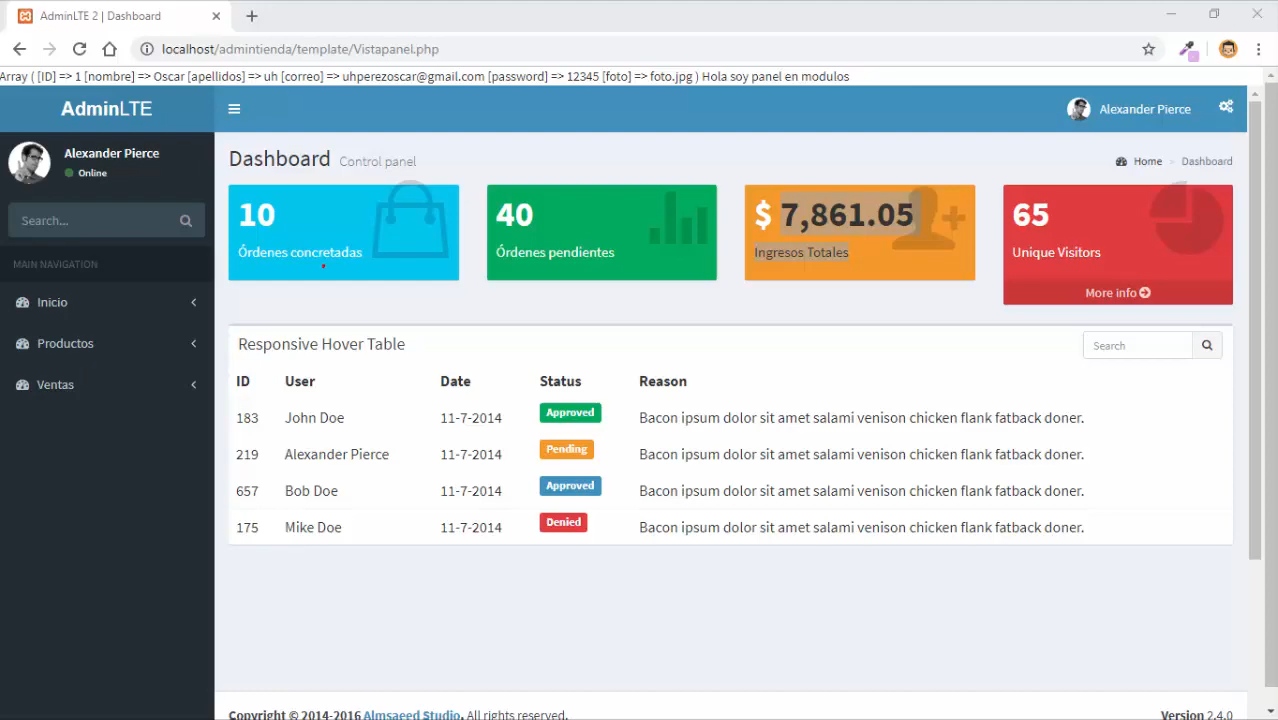 AdminLTE 2 | Dashboard
localhost/admintienda/template/Vistapanel.php
Array ( [ID] => 1 [nombre] => Oscar [apellidos] => uh [correo] => uhperezoscar@gmail.com [password] => 12345 [foto] => foto.jpg ) Hola soy panel en modulos
AdminLTE
Alexander Pierce
Alexander Pierce
Online
Search...
MAIN NAVIGATION
Inicio
Productos
Ventas
Dashboard Control panel
Home > Dashboard
10
Órdenes concretadas
40
Órdenes pendientes
$ 7,861.05
Ingresos Totales
65
Unique Visitors
More info
Responsive Hover Table
Search
ID User Date Status Reason
183 John Doe 11-7-2014 Approved Bacon ipsum dolor sit amet salami venison chicken flank fatback doner.
219 Alexander Pierce 11-7-2014 Pending Bacon ipsum dolor sit amet salami venison chicken flank fatback doner.
657 Bob Doe 11-7-2014 Approved Bacon ipsum dolor sit amet salami venison chicken flank fatback doner.
175 Mike Doe 11-7-2014 Denied Bacon ipsum dolor sit amet salami venison chicken flank fatback doner.
Copyright © 2014-2016 Almsaeed Studio. All rights reserved.
Version 2.4.0